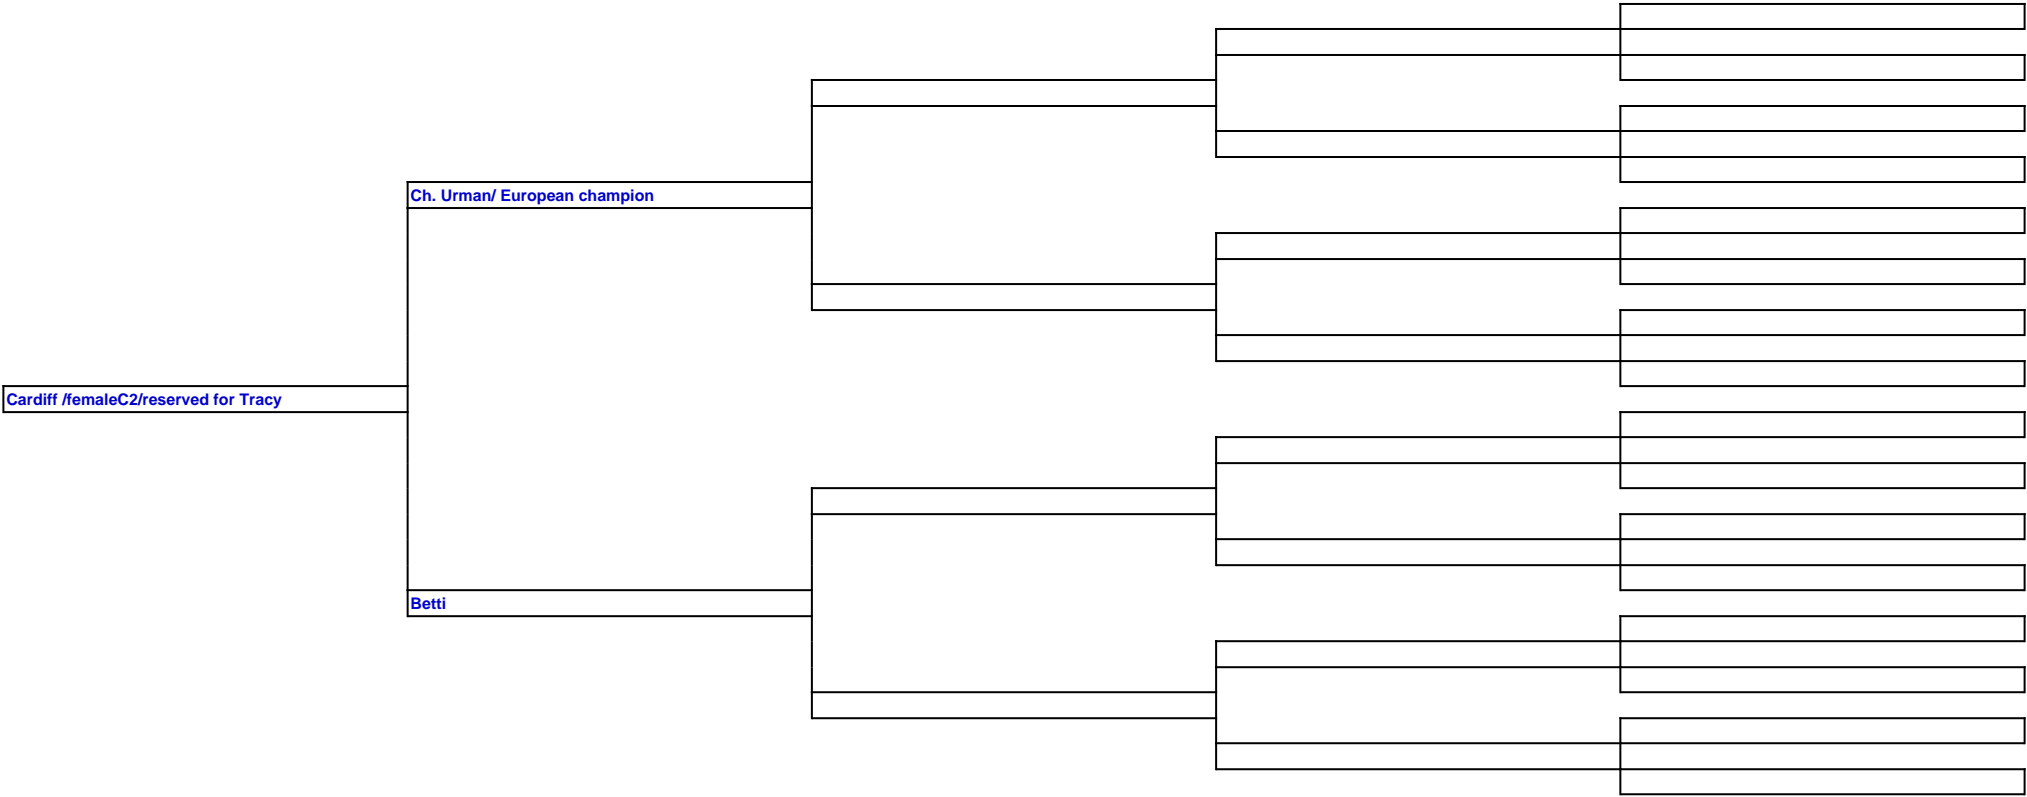 Ch. Urman/ European champion
Cardiff /femaleC2/reserved for Tracy
Betti